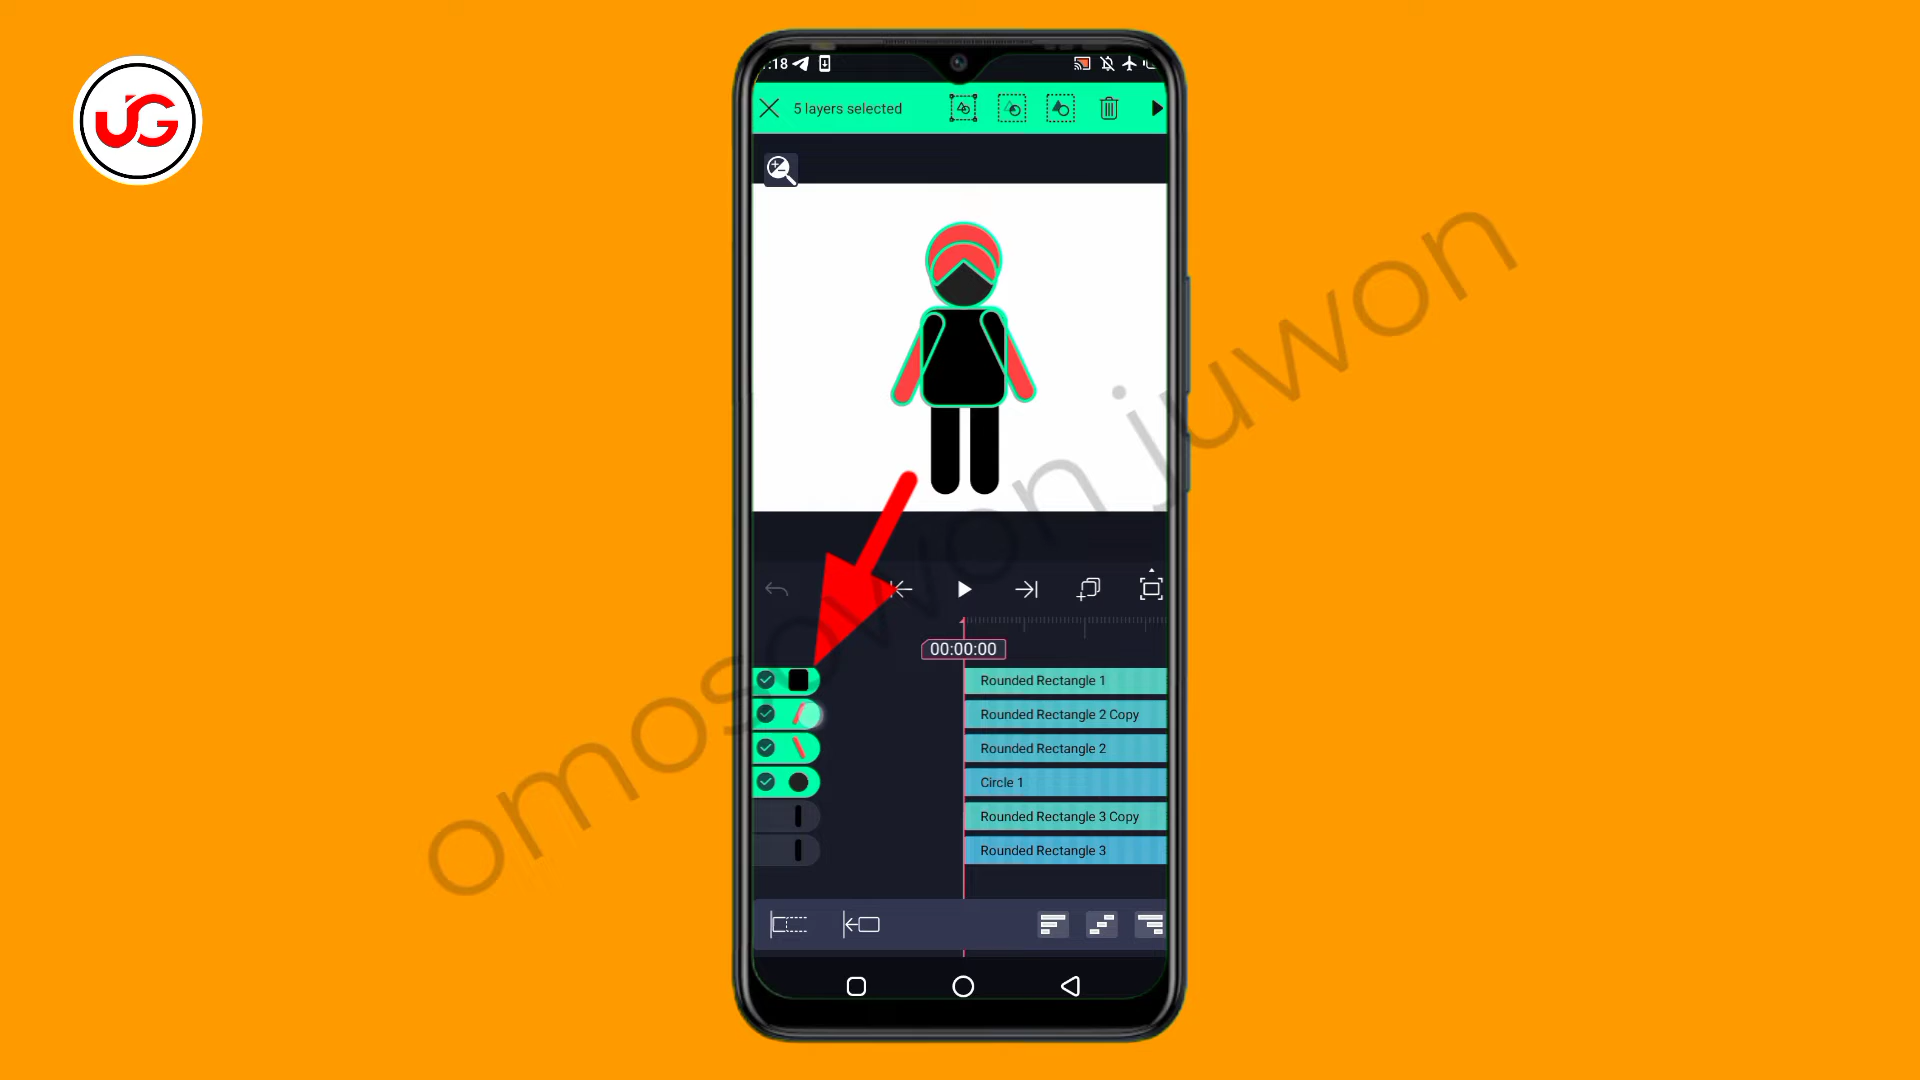 UJG
:18
5 layers selected
00:00:00
Rounded Rectangle 1
Rounded Rectangle 2 Copy
Rounded Rectangle 2
Circle 1
Rounded Rectangle 3 Copy
Rounded Rectangle 3
omosowon juwon